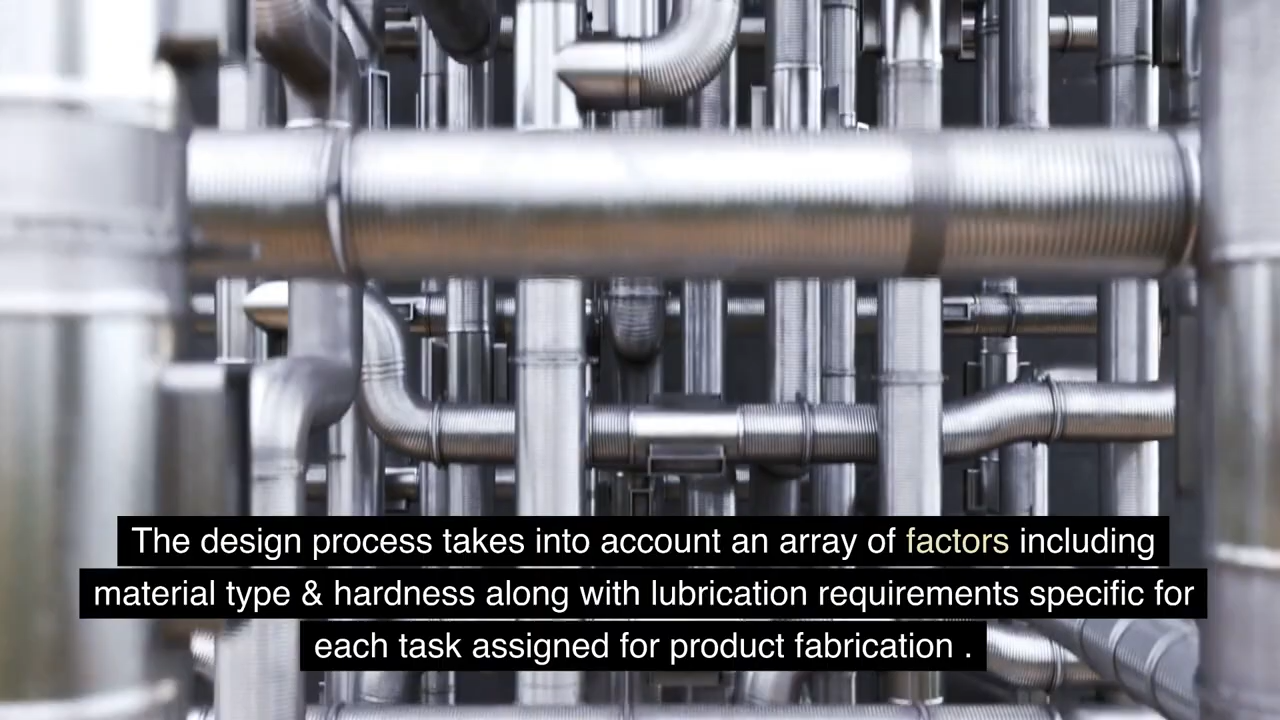 The design process takes into account an array of factors including
material type & hardness along with lubrication requirements specific for
each task assigned for product fabrication .